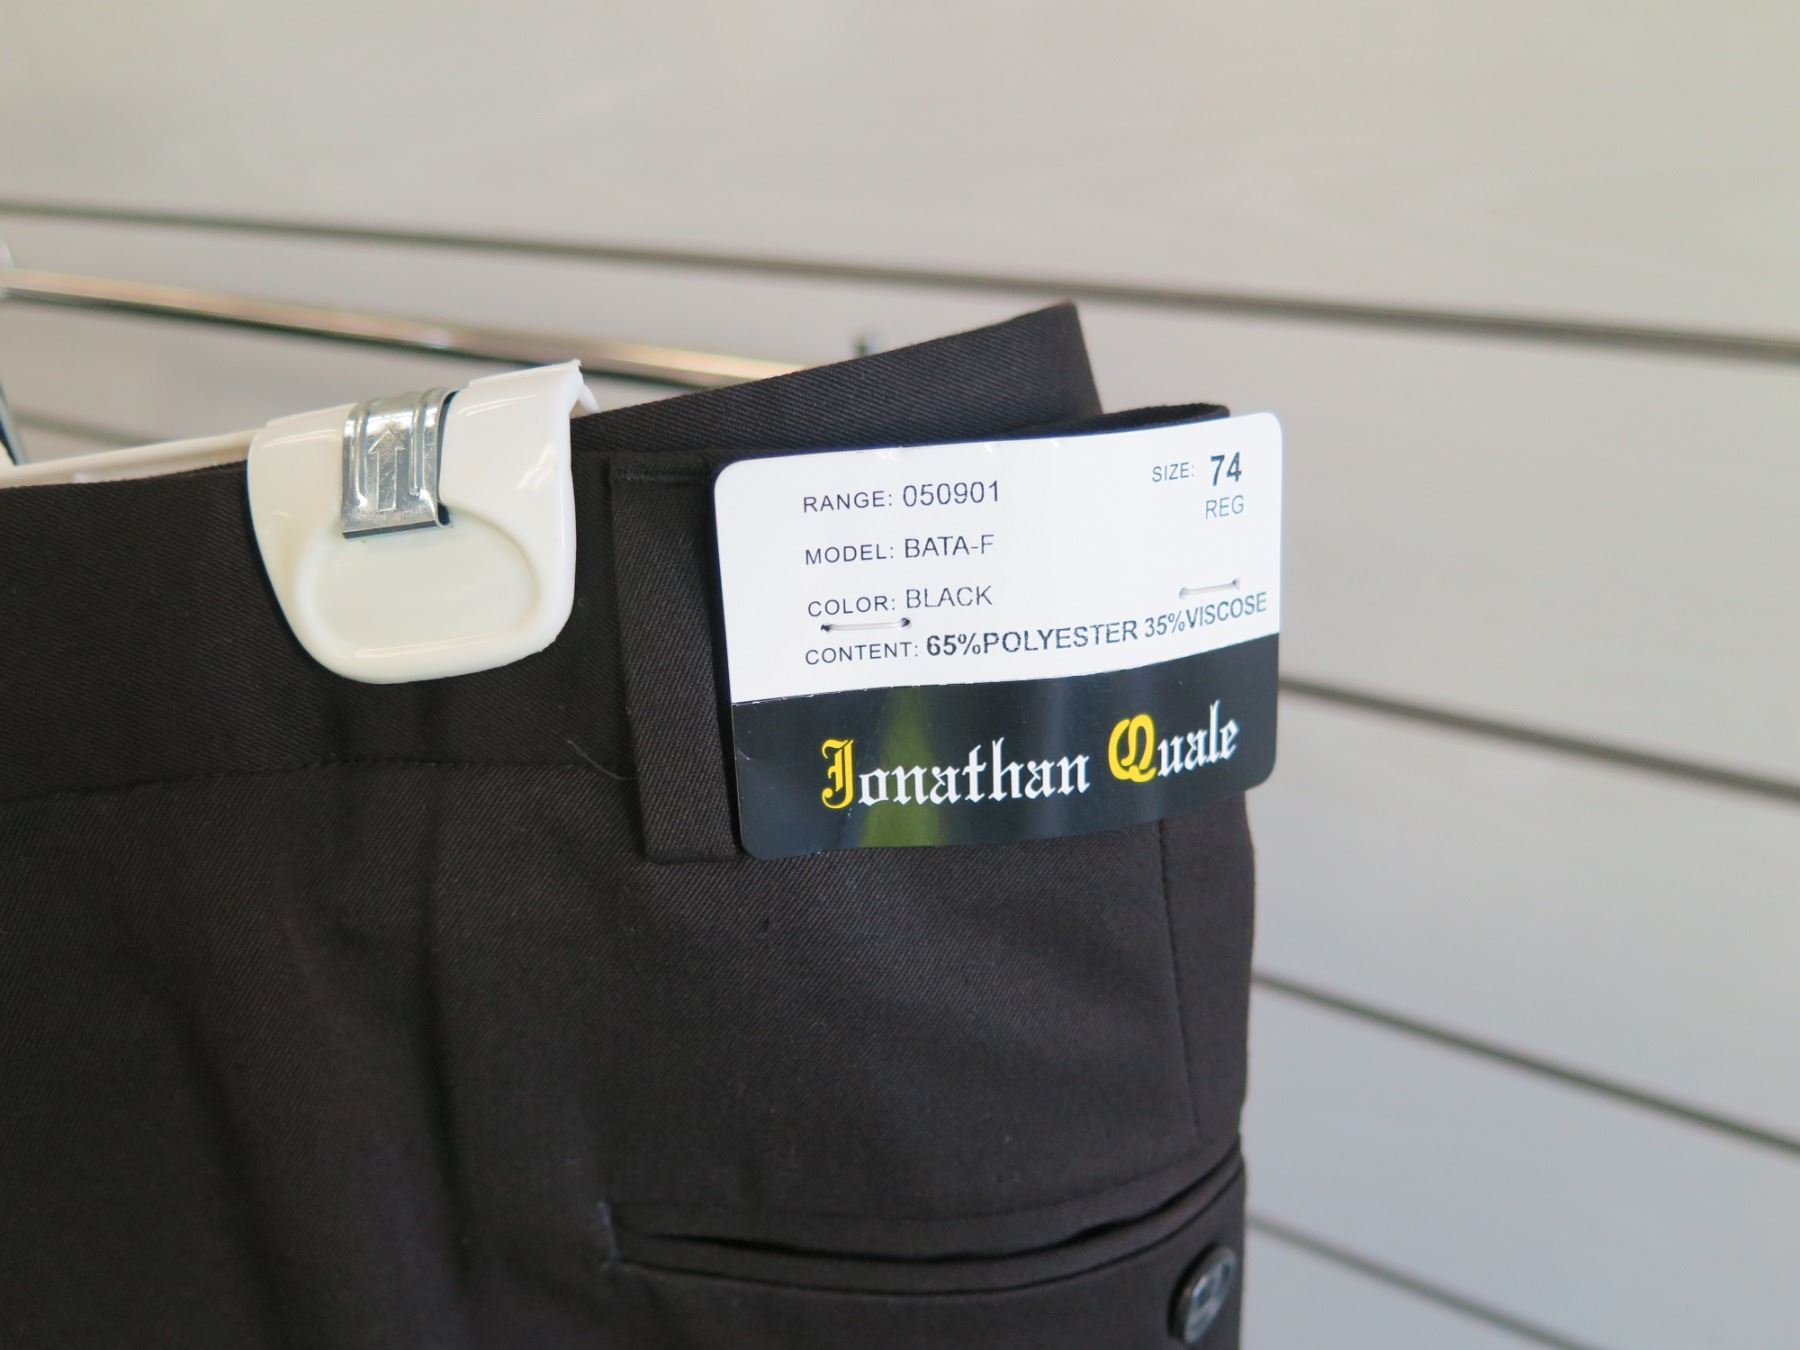 RANGE: 050901
SIZE: 74
REG
MODEL: BATA-F
COLOR: BLACK
CONTENT: 65%POLYESTER 35%VISCOSE
Jonathan Quale